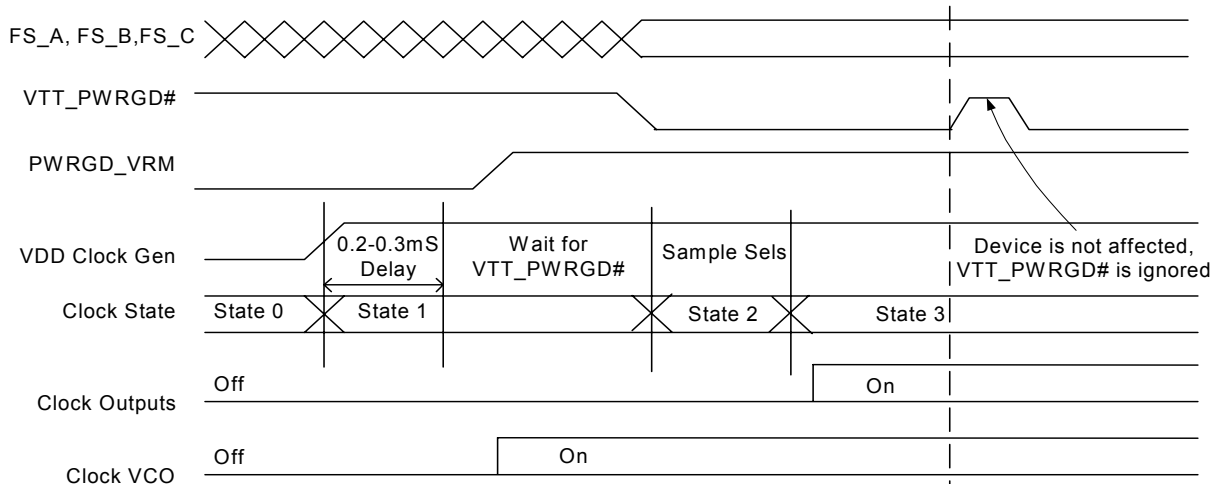 FS_A, FS_B,FS_C
VTT_PWRGD#
PWRGD_VRM
VDD Clock Gen
0.2-0.3mS
Delay
Wait for
VTT_PWRGD#
Sample Sels
Device is not affected,
VTT_PWRGD# is ignored
Clock State
State 0
State 1
State 2
State 3
Clock Outputs
Off
On
Clock VCO
Off
On